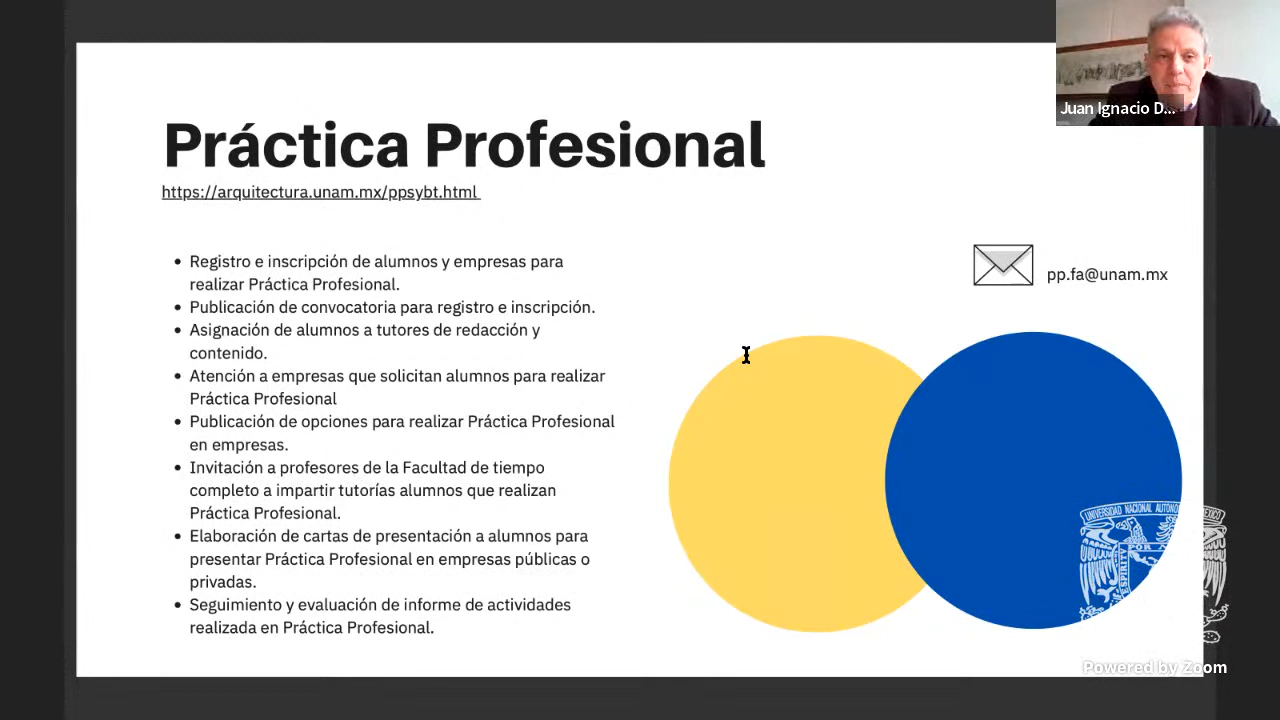 Juan Ignacio D...
Práctica Profesional
https://arquitectura.unam.mx/ppsybt.html
pp.fa@unam.mx
• Registro e inscripción de alumnos y empresas para
realizar Práctica Profesional.
• Publicación de convocatoria para registro e inscripción.
• Asignación de alumnos a tutores de redacción y
contenido.
• Atención a empresas que solicitan alumnos para realizar
Práctica Profesional
• Publicación de opciones para realizar Práctica Profesional
en empresas.
• Invitación a profesores de la Facultad de tiempo
completo a impartir tutorías alumnos que realizan
Práctica Profesional.
• Elaboración de cartas de presentación a alumnos para
presentar Práctica Profesional en empresas públicas o
privadas.
• Seguimiento y evaluación de informe de actividades
realizada en Práctica Profesional.
UNIVERSIDAD NACIONAL
POR
ESPIRITU
Powered by Zoom